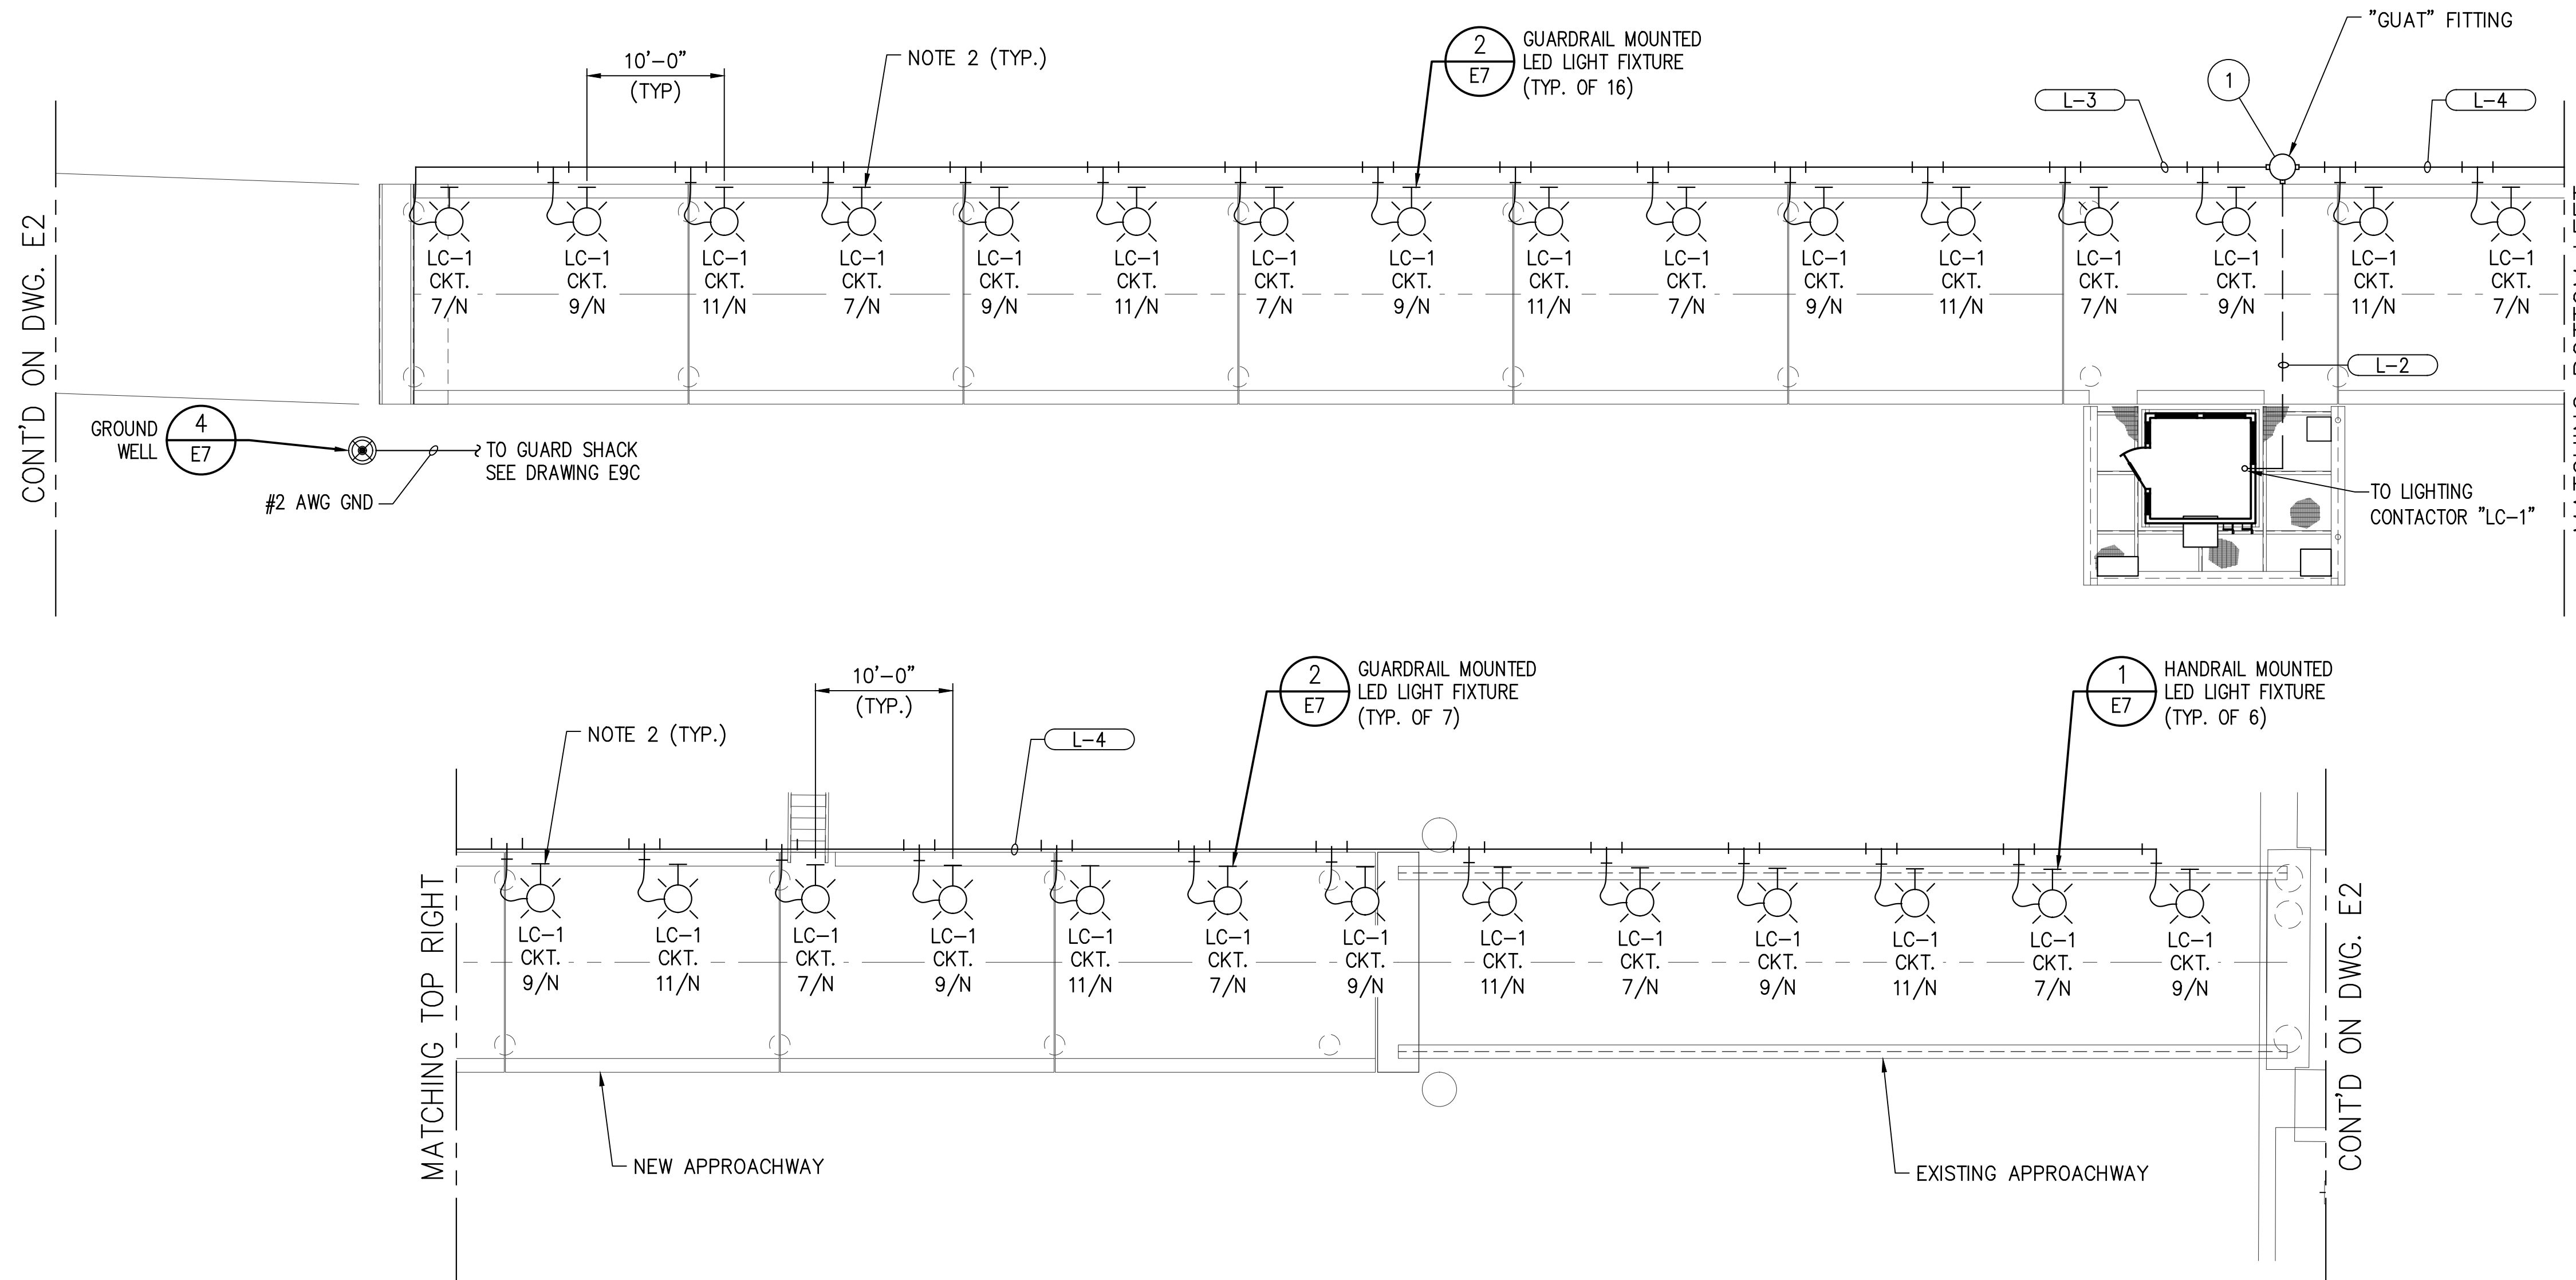 "GUAT" FITTING
10'-0"
(TYP)
NOTE 2 (TYP.)
2
E7
GUARDRAIL MOUNTED
LED LIGHT FIXTURE
(TYP. OF 16)
L-3
1
L-4
CONT'D ON DWG. E2
LC-1
CKT.
7/N
LC-1
CKT.
9/N
LC-1
CKT.
11/N
LC-1
CKT.
7/N
LC-1
CKT.
9/N
LC-1
CKT.
11/N
LC-1
CKT.
7/N
LC-1
CKT.
9/N
LC-1
CKT.
11/N
LC-1
CKT.
7/N
LC-1
CKT.
9/N
LC-1
CKT.
11/N
LC-1
CKT.
7/N
LC-1
CKT.
9/N
LC-1
CKT.
11/N
LC-1
CKT.
7/N
L-2
GROUND
WELL
4
E7
TO GUARD SHACK
SEE DRAWING E9C
#2 AWG GND
TO LIGHTING
CONTACTOR "LC-1"
NOTE 2 (TYP.)
10'-0"
(TYP.)
L-4
2
E7
GUARDRAIL MOUNTED
LED LIGHT FIXTURE
(TYP. OF 7)
1
E7
HANDRAIL MOUNTED
LED LIGHT FIXTURE
(TYP. OF 6)
MATCHING TOP RIGHT
LC-1
CKT.
9/N
LC-1
CKT.
11/N
LC-1
CKT.
7/N
LC-1
CKT.
9/N
LC-1
CKT.
11/N
LC-1
CKT.
7/N
LC-1
CKT.
9/N
LC-1
CKT.
11/N
LC-1
CKT.
7/N
LC-1
CKT.
9/N
LC-1
CKT.
11/N
LC-1
CKT.
7/N
LC-1
CKT.
9/N
CONT'D ON DWG. E2
NEW APPROACHWAY
EXISTING APPROACHWAY